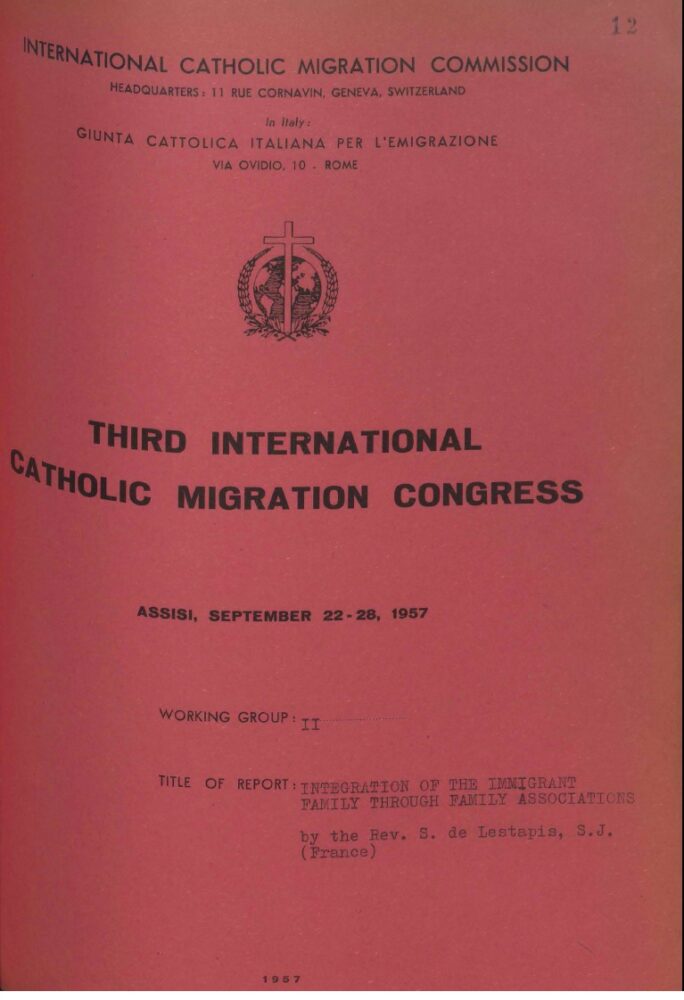 12
INTERNATIONAL CATHOLIC MIGRATION COMMISSION
HEADQUARTERS: 11 RUE CORNAVIN, GENEVA, SWITZERLAND
In Italy:
GIUNTA CATTOLICA ITALIANA PER L'EMIGRAZIONE
VIA OVIDIO, 10 - ROME
THIRD INTERNATIONAL
CATHOLIC MIGRATION CONGRESS
ASSISI, SEPTEMBER 22-28, 1957
WORKING GROUP: II
TITLE OF REPORT: INTEGRATION OF THE IMMIGRANT
FAMILY THROUGH FAMILY ASSOCIATIONS
by the Rev. S. de Lestapis, S.J.
(France)
1957